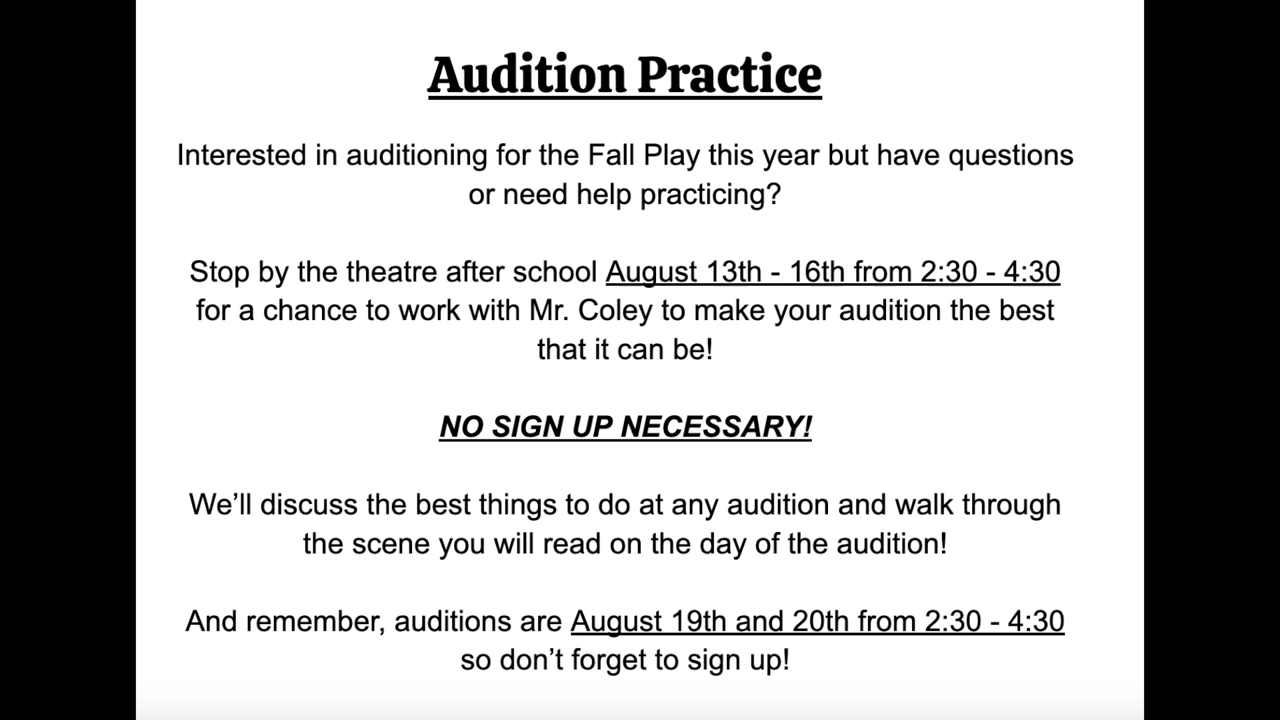 Audition Practice
Interested in auditioning for the Fall Play this year but have questions
or need help practicing?
Stop by the theatre after school August 13th - 16th from 2:30 - 4:30
for a chance to work with Mr. Coley to make your audition the best
that it can be!
NO SIGN UP NECESSARY!
We’ll discuss the best things to do at any audition and walk through
the scene you will read on the day of the audition!
And remember, auditions are August 19th and 20th from 2:30 - 4:30
so don’t forget to sign up!